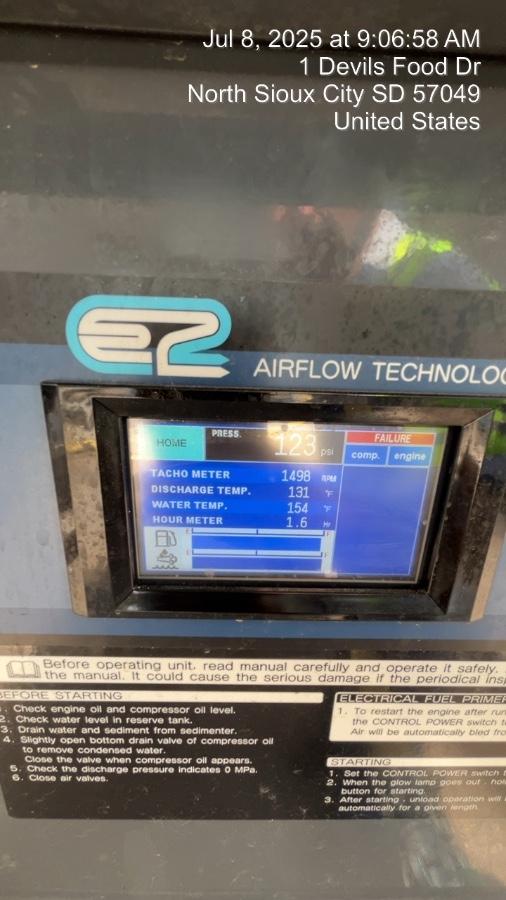 Jul 8, 2025 at 9:06:58 AM
1 Devils Food Dr
North Sioux City SD 57049
United States
e2
AIRFLOW TECHNOLOG
HOME PRESS. 123 psi FAILURE
comp. engine
TACHO METER 1498 RPM
DISCHARGE TEMP. 131 °F
WATER TEMP. 154 °F
HOUR METER 1.6 Hr
E F
E F
Before operating unit, read manual carefully and operate it safely.
the manual. It could cause the serious damage if the periodical insp
BEFORE STARTING
1. Check engine oil and compressor oil level.
2. Check water level in reserve tank.
3. Drain water and sediment from sedimenter.
4. Slightly open bottom drain valve of compressor oil
to remove condensed water.
Close the valve when compressor oil appears.
5. Check the discharge pressure indicates 0 MPa.
6. Close air valves.
ELECTRICAL FUEL PRIMER
1. To restart the engine after run
the CONTROL POWER switch t
Air will be automatically bled fro
STARTING
1. Set the CONTROL POWER switch t
2. When the glow lamp goes out, hol
button for starting.
3. After starting, unload operation will
automatically for a given length.